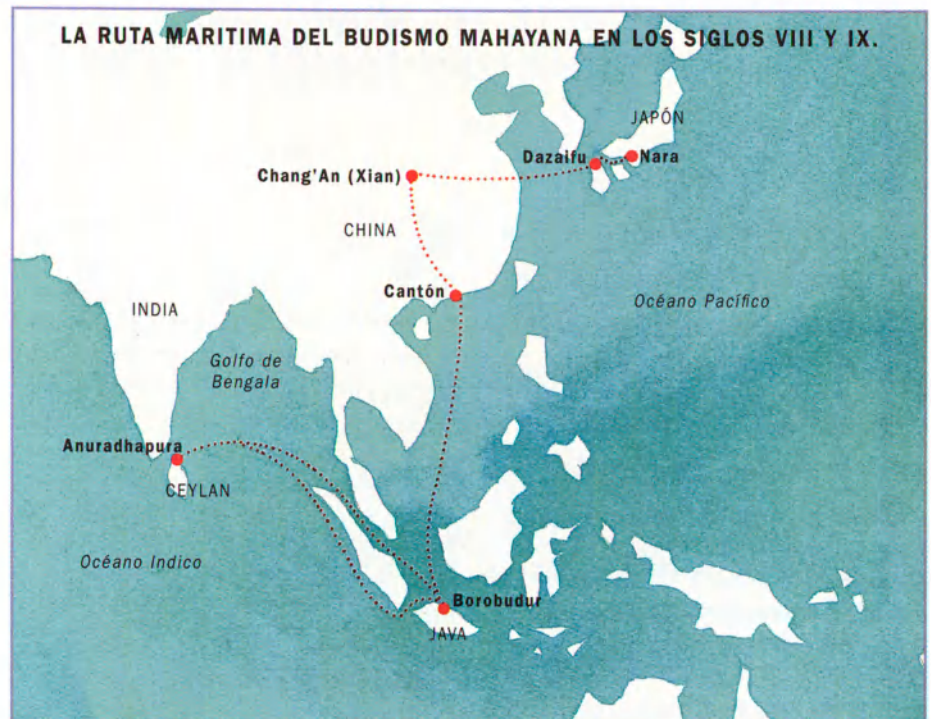 LA RUTA MARITIMA DEL BUDISMO MAHAYANA EN LOS SIGLOS VIII Y IX.
JAPÓN
Dazaifu
Nara
Chang'An (Xian)
CHINA
Cantón
Océano Pacífico
INDIA
Golfo de
Bengala
Anuradhapura
CEYLAN
Océano Indico
Borobudur
JAVA